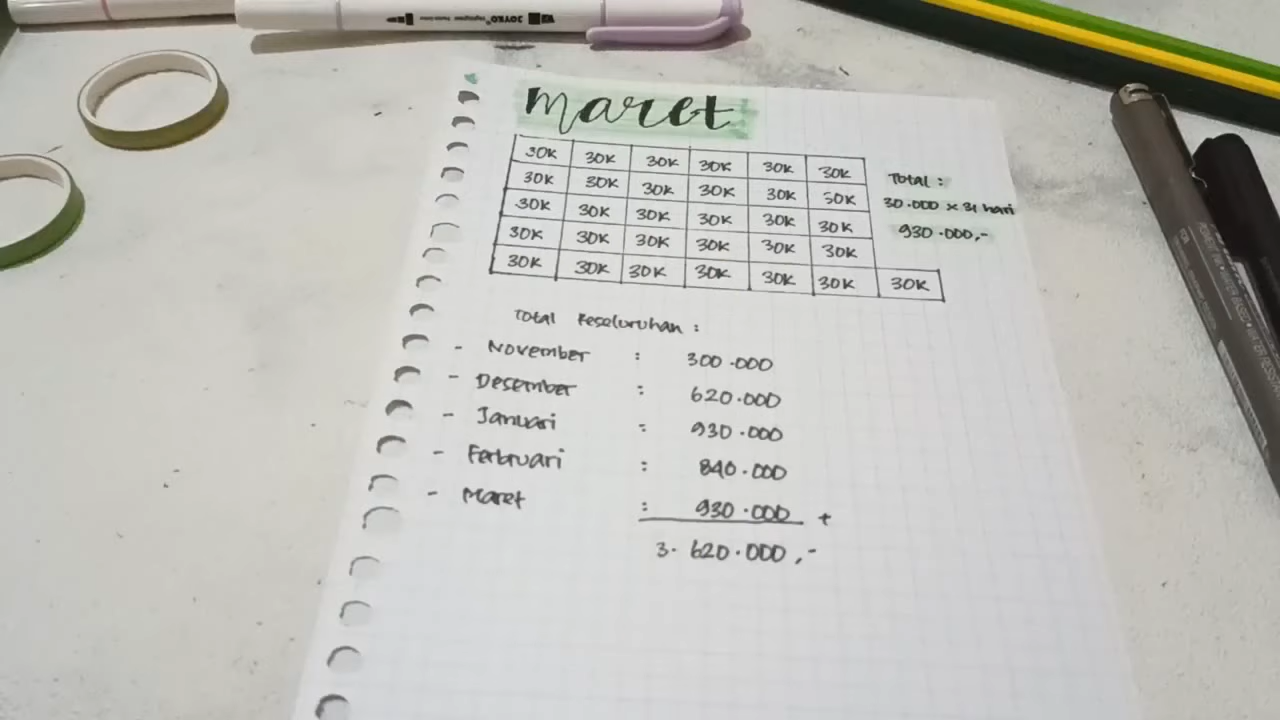 JOYKO
maret
30K 30K 30K 30K 30K 30K
30K 30K 30K 30K 30K 50K
30K 30K 30K 30K 30K 30K
30K 30K 30K 30K 30K 30K
30K 30K 30K 30K 30K 30K 30K
Total :
30.000 x 31 hari
930.000,-
Total Keseluruhan :
- November : 300.000
- Desember : 620.000
- Januari : 930.000
- Ferbruari : 840.000
- Maret : 930.000 +
3.620.000,-